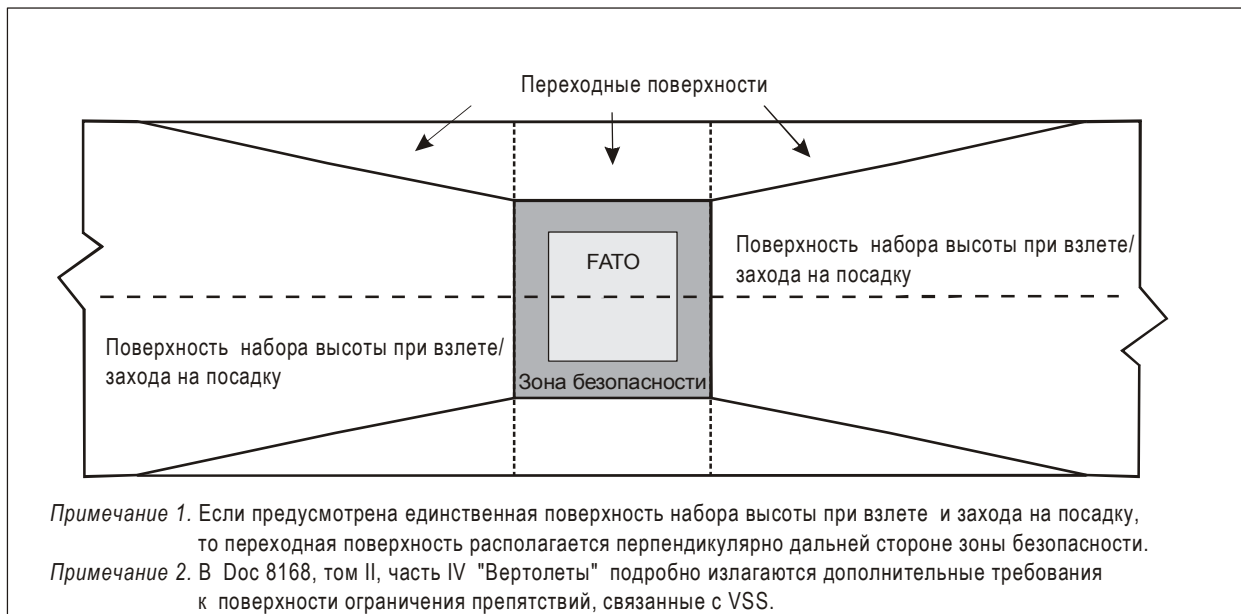 Переходные поверхности
FATO
Поверхность набора высоты при взлете/
захода на посадку
Поверхность набора высоты при взлете/
захода на посадку
Зона безопасности
Примечание 1. Если предусмотрена единственная поверхность набора высоты при взлете и захода на посадку,
то переходная поверхность располагается перпендикулярно дальней стороне зоны безопасности.
Примечание 2. В Doc 8168, том II, часть IV "Вертолеты" подробно излагаются дополнительные требования
к поверхности ограничения препятствий, связанные с VSS.